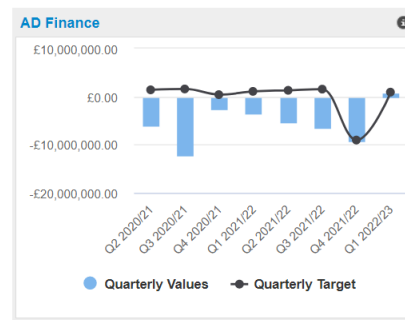 AD Finance
£10,000,000.00
£0.00
-£10,000,000.00
-£20,000,000.00
Q2 2020/21
Q3 2020/21
Q4 2020/21
Q1 2021/22
Q2 2021/22
Q3 2021/22
Q4 2021/22
Q1 2022/23
Quarterly Values
Quarterly Target